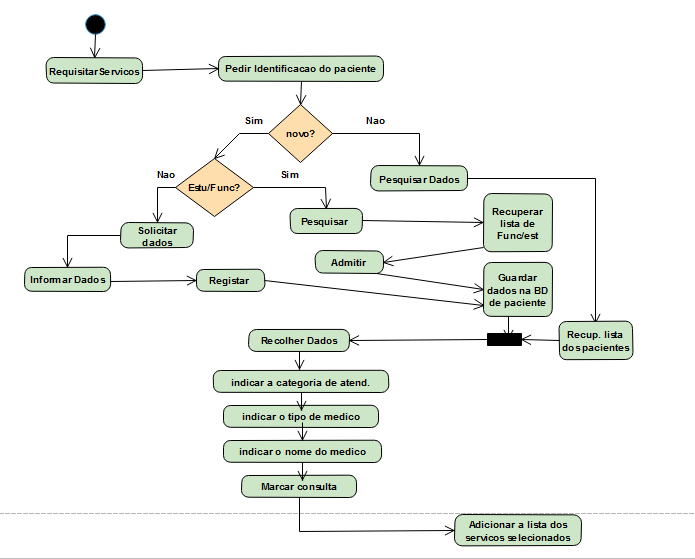 RequisitarServicos
Pedir Identificacao do paciente
Sim
Nao
novo?
Nao
Estu/Func?
Sim
Pesquisar Dados
Solicitar
dados
Pesquisar
Recuperar
lista de
Func/est
Admitir
Informar Dados
Registar
Guardar
dados na BD
de paciente
Recolher Dados
Recup. lista
dos pacientes
indicar a categoria de atend.
indicar o tipo de medico
indicar o nome do medico
Marcar consulta
Adicionar a lista dos
servicos selecionados